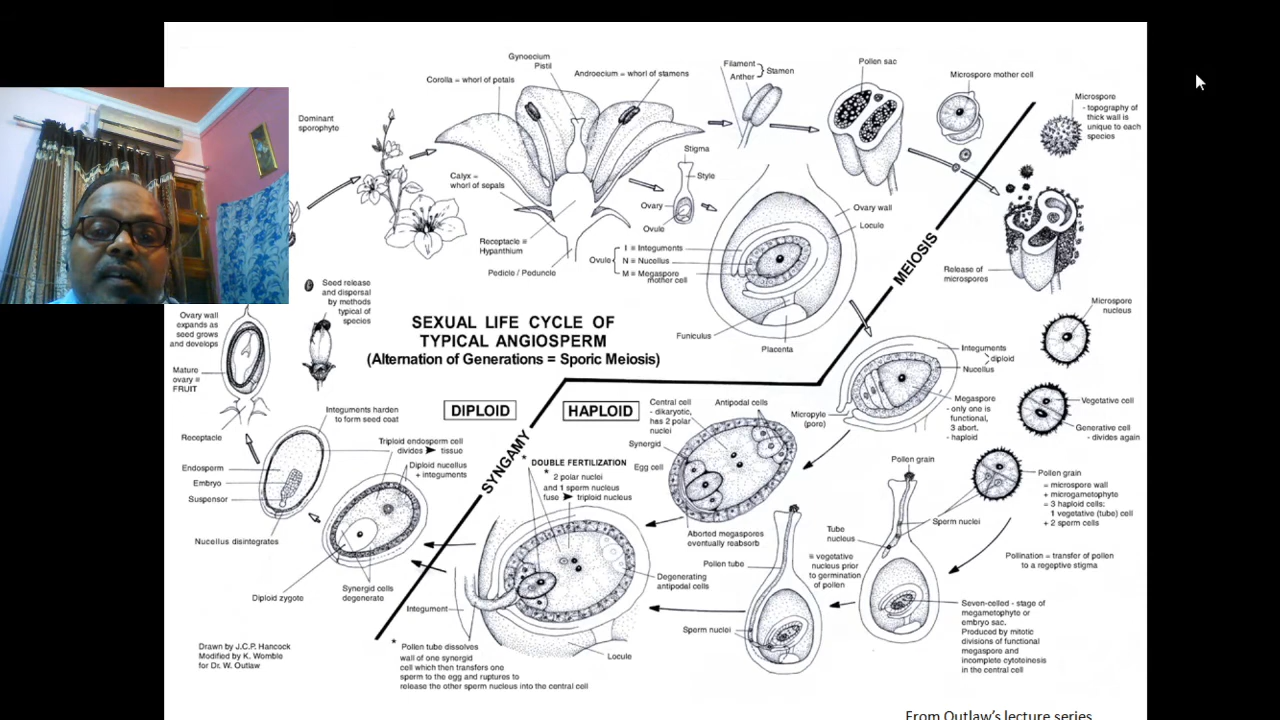 Gynoecium
Pistil
Corolla = whorl of petals
Androecium = whorl of stamens
Filament
Anther
Stamen
Pollen sac
Microspore mother cell
Microspore
- topography of
thick wall is
unique to each
species
Dominant
sporophyte
Calyx =
whorl of sepals
Stigma
Style
Ovary
Ovule
Ovary wall
Locule
Receptacle =
Hypanthium
Pedicle / Peduncle
Ovule
I = Integuments
N = Nucellus
M = Megaspore
mother cell
MEIOSIS
Release of
microspores
Seed release
and dispersal
by methods
typical of
species
Ovary wall
expands as
seed grows
and develops
SEXUAL LIFE CYCLE OF
TYPICAL ANGIOSPERM
(Alternation of Generations = Sporic Meiosis)
Funiculus
Placenta
Microspore
nucleus
Integuments
diploid
Nucellus
Mature
ovary =
FRUIT
Receptacle
Integuments harden
to form seed coat
DIPLOID
HAPLOID
Central cell
- dikaryotic,
has 2 polar
nuclei
Antipodal cells
Micropyle
(pore)
Megaspore
- only one is
functional,
3 abort.
- haploid
Vegetative cell
Generative cell
- divides again
Triploid endosperm cell
divides ➤ tissue
Diploid nucellus
+ integuments
SYNGAMY
Synergid
Egg cell
* DOUBLE FERTILIZATION
* 2 polar nuclei
and 1 sperm nucleus
fuse ➤ triploid nucleus
Pollen grain
Pollen grain
= microspore wall
+ microgametophyte
= 3 haploid cells:
1 vegetative (tube) cell
+ 2 sperm cells
Endosperm
Embryo
Suspensor
Nucellus disintegrates
Aborted megaspores
eventually reabsorb
Tube
nucleus
Sperm nuclei
= vegetative
nucleus prior
to germination
of pollen
Pollination = transfer of pollen
to a regeptive stigma
Pollen tube
Degenerating
antipodal cells
Diploid zygote
Synergid cells
degenerate
Integument
Sperm nuclei
Seven-celled - stage of
megametophyte or
embryo sac.
Produced by mitotic
divisions of functional
megaspore and
incomplete cytoteinesis
in the central cell
Drawn by J.C.P. Hancock
Modified by K. Womble
for Dr. W. Outlaw
* Pollen tube dissolves
wall of one synergid
cell which then transfers one
sperm to the egg and ruptures to
release the other sperm nucleus into the central cell
Locule
From Outlaw's lecture series